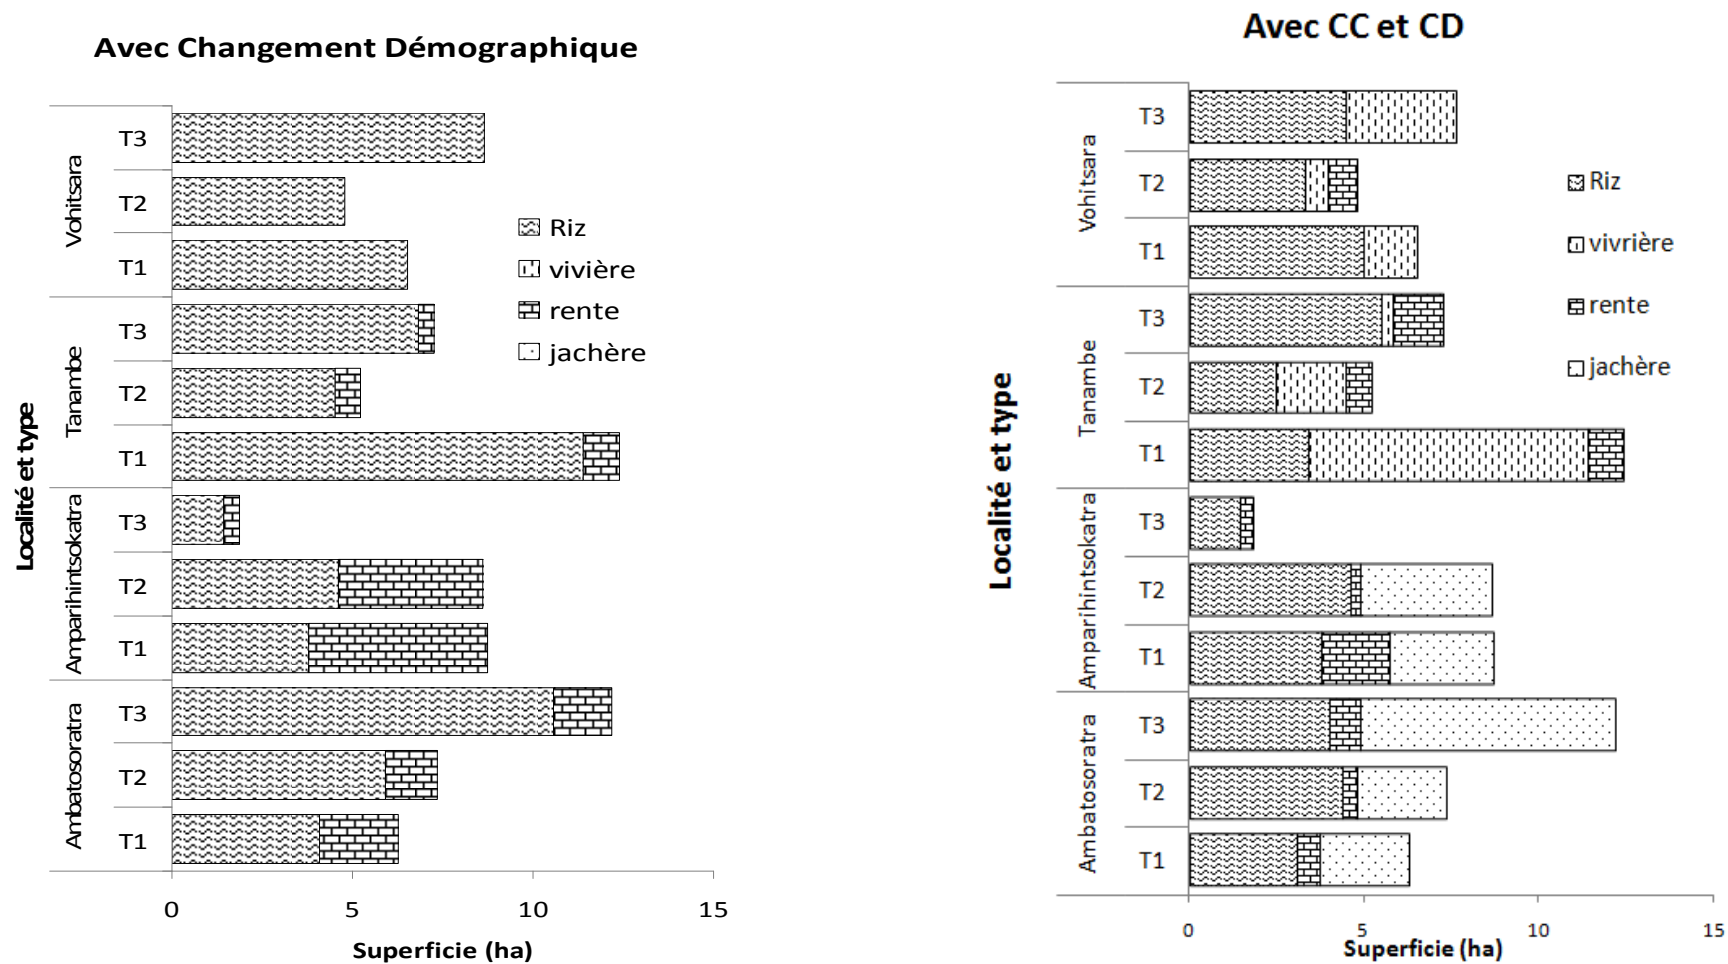 Avec Changement Démographique
Localité et type
Vohitsara
T3
T2
T1
Tanambe
T3
T2
T1
Amparihintsokatra
T3
T2
T1
Ambatosoratra
T3
T2
T1
Riz
vivière
rente
jachère
0 5 10 15
Superficie (ha)
Avec CC et CD
Localité et type
Vohitsara
T3
T2
T1
Tanambe
T3
T2
T1
Amparihintsokatra
T3
T2
T1
Ambatosoratra
T3
T2
T1
Riz
vivrière
rente
jachère
0 5 10 15
Superficie (ha)